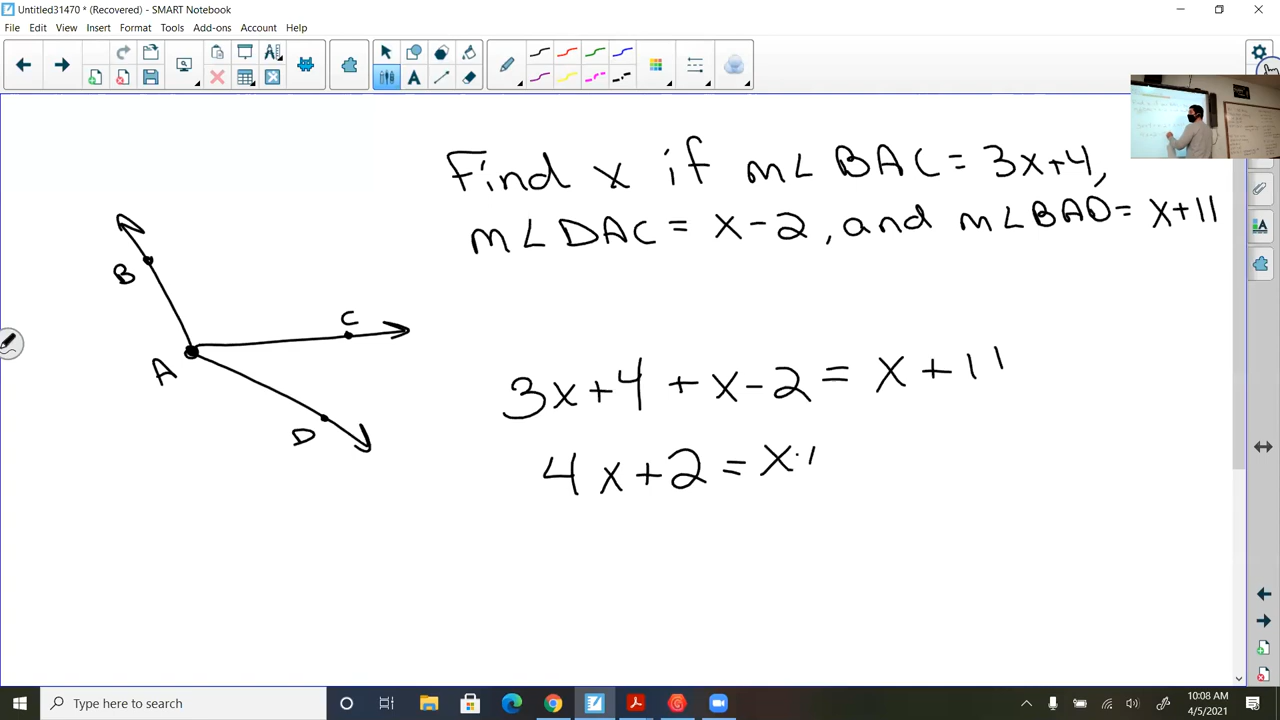 Untitled31470 * (Recovered) - SMART Notebook
File Edit View Insert Format Tools Add-ons Account Help
Find x if m∠BAC = 3x+4,
m∠DAC = x-2, and m∠BAD = x+11
B
C
A
D
3x+4 + x-2 = x+11
4x+2 = x
Type here to search
10:08 AM
4/5/2021